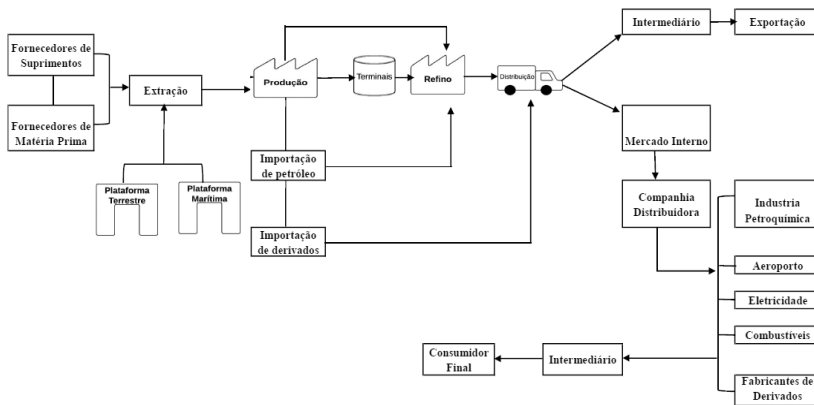 Fornecedores de
Suprimentos
Fornecedores de
Matéria Prima
Extração
Plataforma
Terrestre
Plataforma
Marítima
Produção
Terminais
Refino
Distribuição
Importação
de petróleo
Importação
de derivados
Intermediário
Exportação
Mercado Interno
Companhia
Distribuidora
Industria
Petroquímica
Aeroporto
Eletricidade
Combustíveis
Fabricantes de
Derivados
Intermediário
Consumidor
Final